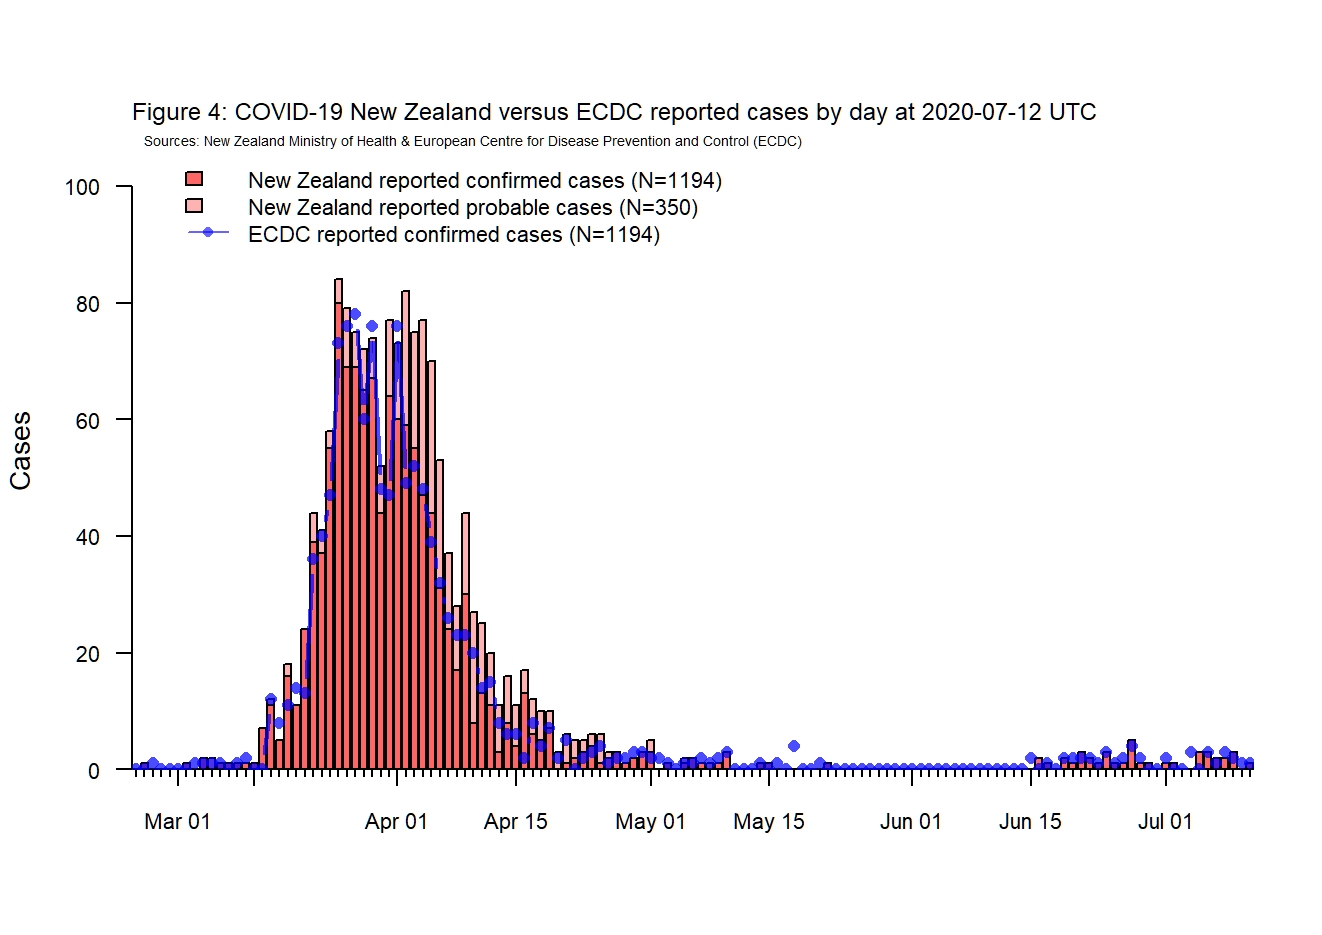 Figure 4: COVID-19 New Zealand versus ECDC reported cases by day at 2020-07-12 UTC
Sources: New Zealand Ministry of Health & European Centre for Disease Prevention and Control (ECDC)
New Zealand reported confirmed cases (N=1194)
New Zealand reported probable cases (N=350)
ECDC reported confirmed cases (N=1194)
Cases
100
80
60
40
20
0
Mar 01
Apr 01
Apr 15
May 01
May 15
Jun 01
Jun 15
Jul 01